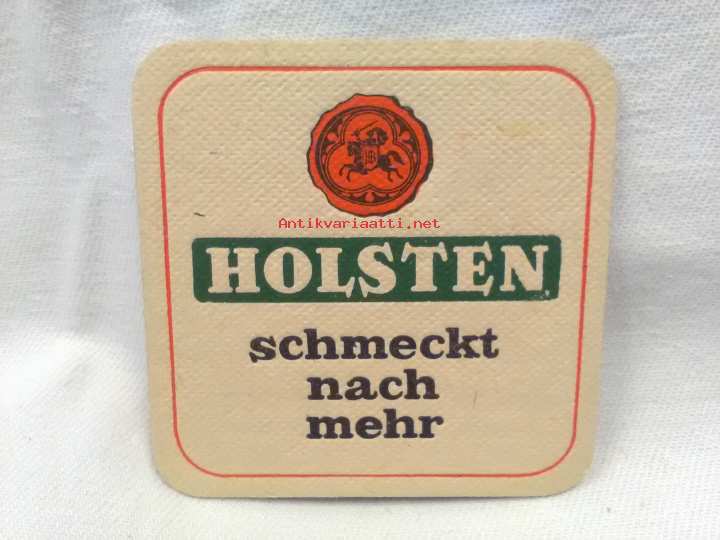 Antikvariaatti.net
HOLSTEN
schmeckt
nach
mehr